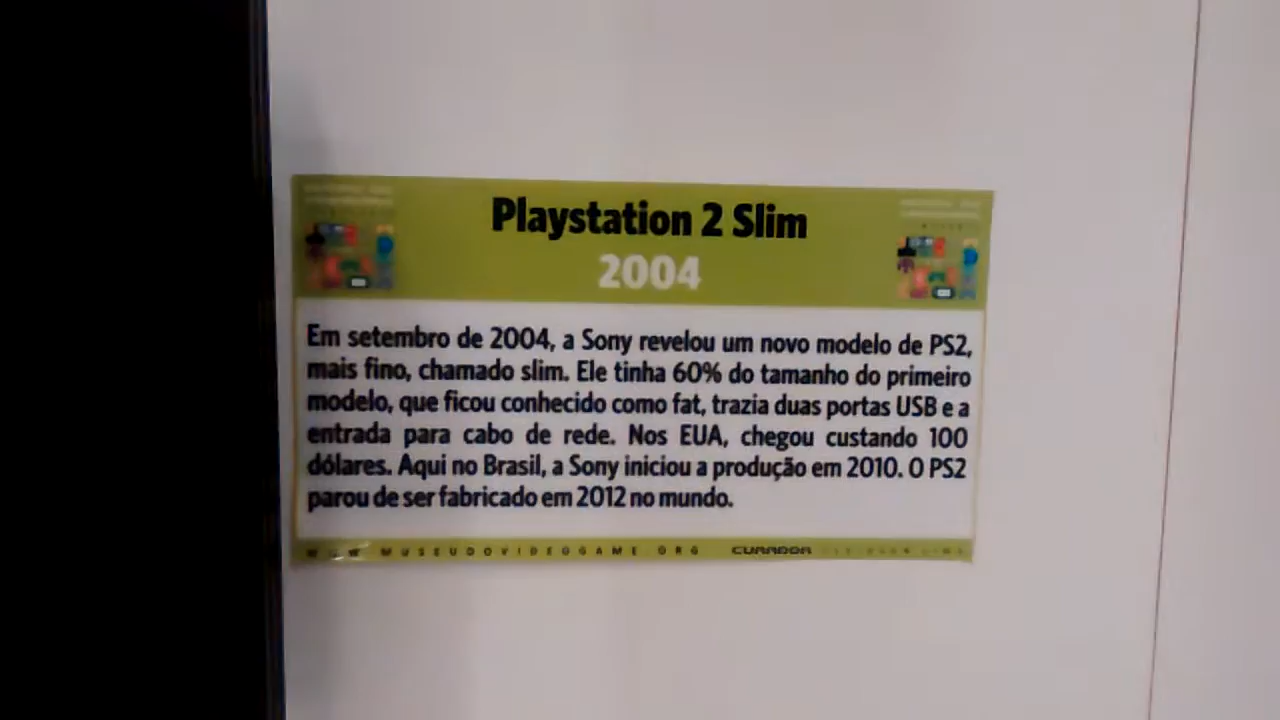 Playstation 2 Slim
2004
Em setembro de 2004, a Sony revelou um novo modelo de PS2,
mais fino, chamado slim. Ele tinha 60% do tamanho do primeiro
modelo, que ficou conhecido como fat, trazia duas portas USB e a
entrada para cabo de rede. Nos EUA, chegou custando 100
dólares. Aqui no Brasil, a Sony iniciou a produção em 2010. O PS2
parou de ser fabricado em 2012 no mundo.
WWW.MUSEUDOVIDEOGAME.ORG CURADOR